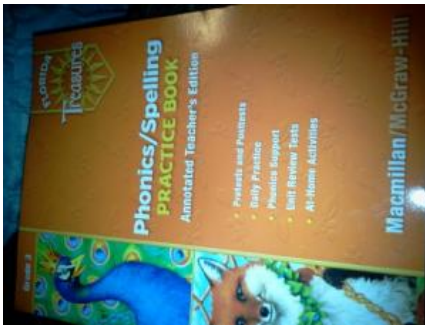 FLORIDA
Treasures
Phonics/Spelling
PRACTICE BOOK
Annotated Teacher's Edition
• Pretests and Posttests
• Daily Practice
• Phonics Support
• Unit Review Tests
• At-Home Activities
Macmillan/McGraw-Hill
Grade 3